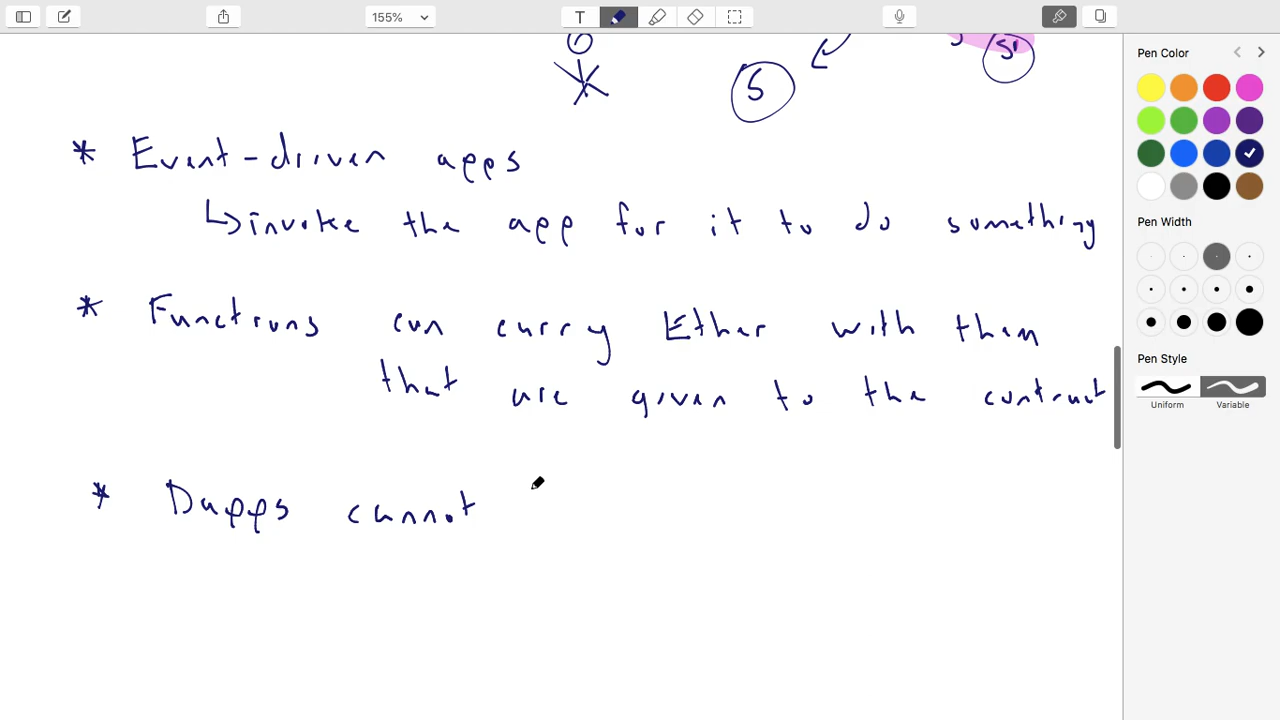 155%
T
S
S1
* Event-driven apps
↳ invoke the app for it to do something
* Functions can carry Ether with them
that are given to the contract
* Dapps cannot
Pen Color
Pen Width
Pen Style
Uniform
Variable